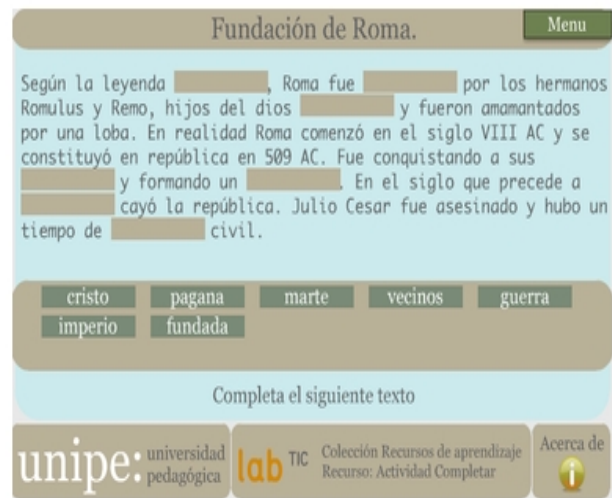 Fundación de Roma.
Menu
Según la leyenda , Roma fue por los hermanos
Romulus y Remo, hijos del dios y fueron amamantados
por una loba. En realidad Roma comenzó en el siglo VIII AC y se
constituyó en república en 509 AC. Fue conquistando a sus
y formando un . En el siglo que precede a
cayó la república. Julio Cesar fue asesinado y hubo un
tiempo de civil.
cristo pagana marte vecinos guerra
imperio fundada
Completa el siguiente texto
unipe: universidad
pedagógica
lab TIC
Colección Recursos de aprendizaje
Recurso: Actividad Completar
Acerca de
i